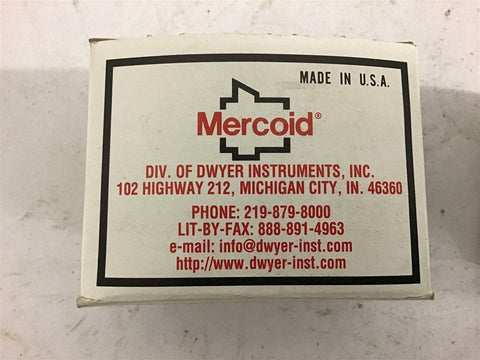 MADE IN U.S.A.
Mercoid®
DIV. OF DWYER INSTRUMENTS, INC.
102 HIGHWAY 212, MICHIGAN CITY, IN. 46360
PHONE: 219-879-8000
LIT-BY-FAX: 888-891-4963
e-mail: info@dwyer-inst.com
http://www.dwyer-inst.com